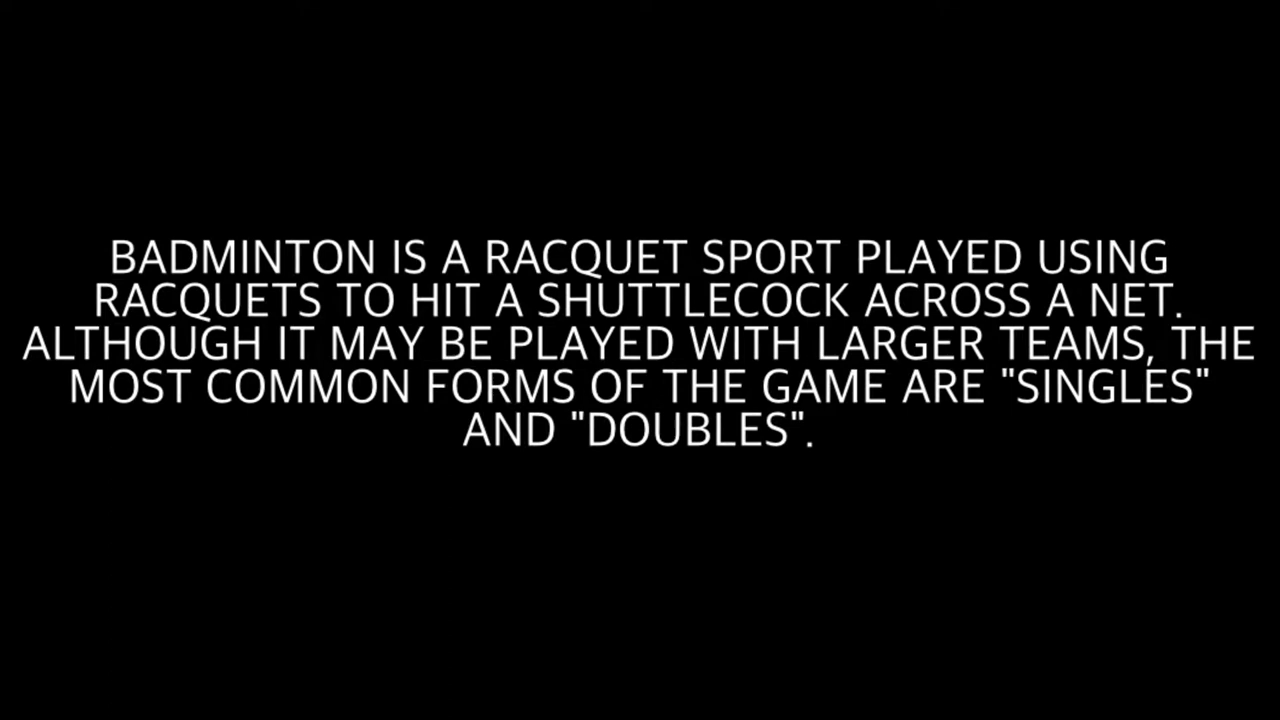 BADMINTON IS A RACQUET SPORT PLAYED USING
RACQUETS TO HIT A SHUTTLECOCK ACROSS A NET.
ALTHOUGH IT MAY BE PLAYED WITH LARGER TEAMS, THE
MOST COMMON FORMS OF THE GAME ARE "SINGLES"
AND "DOUBLES".